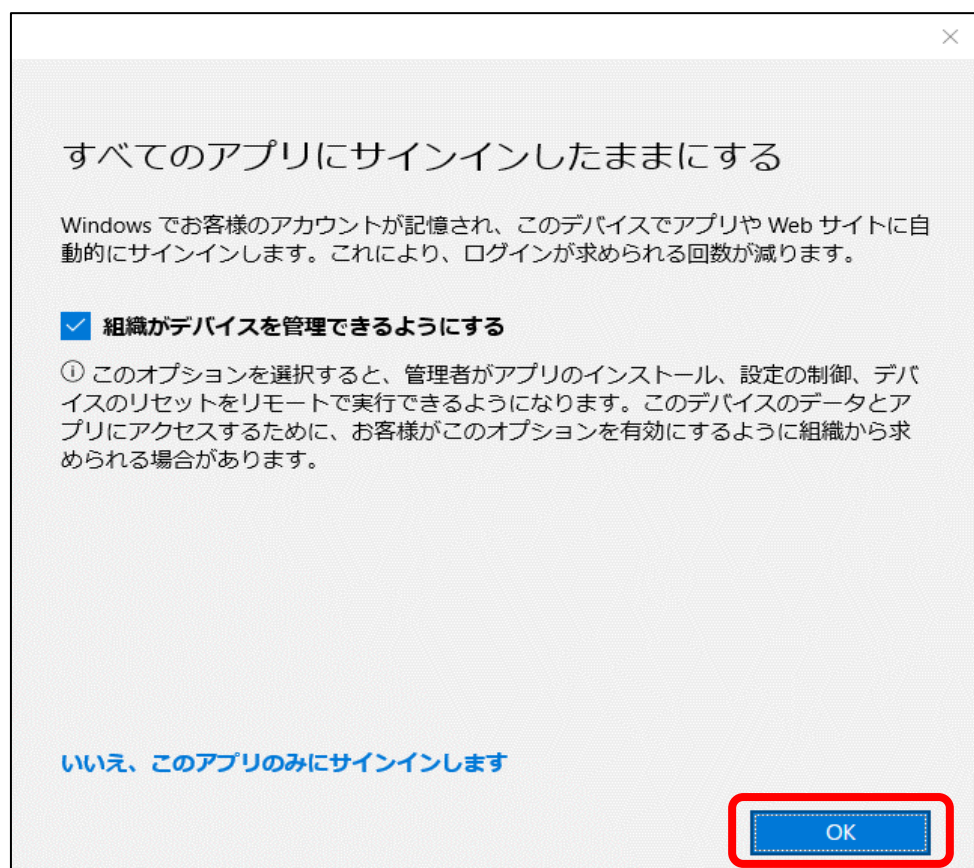 すべてのアプリにサインインしたままにする
Windows でお客様のアカウントが記憶され、このデバイスでアプリや Web サイトに自
動的にサインインします。これにより、ログインが求められる回数が減ります。
組織がデバイスを管理できるようにする
このオプションを選択すると、管理者がアプリのインストール、設定の制御、デバ
イスのリセットをリモートで実行できるようになります。このデバイスのデータとア
プリにアクセスするために、お客様がこのオプションを有効にするように組織から求
められる場合があります。
いいえ、このアプリのみにサインインします
OK